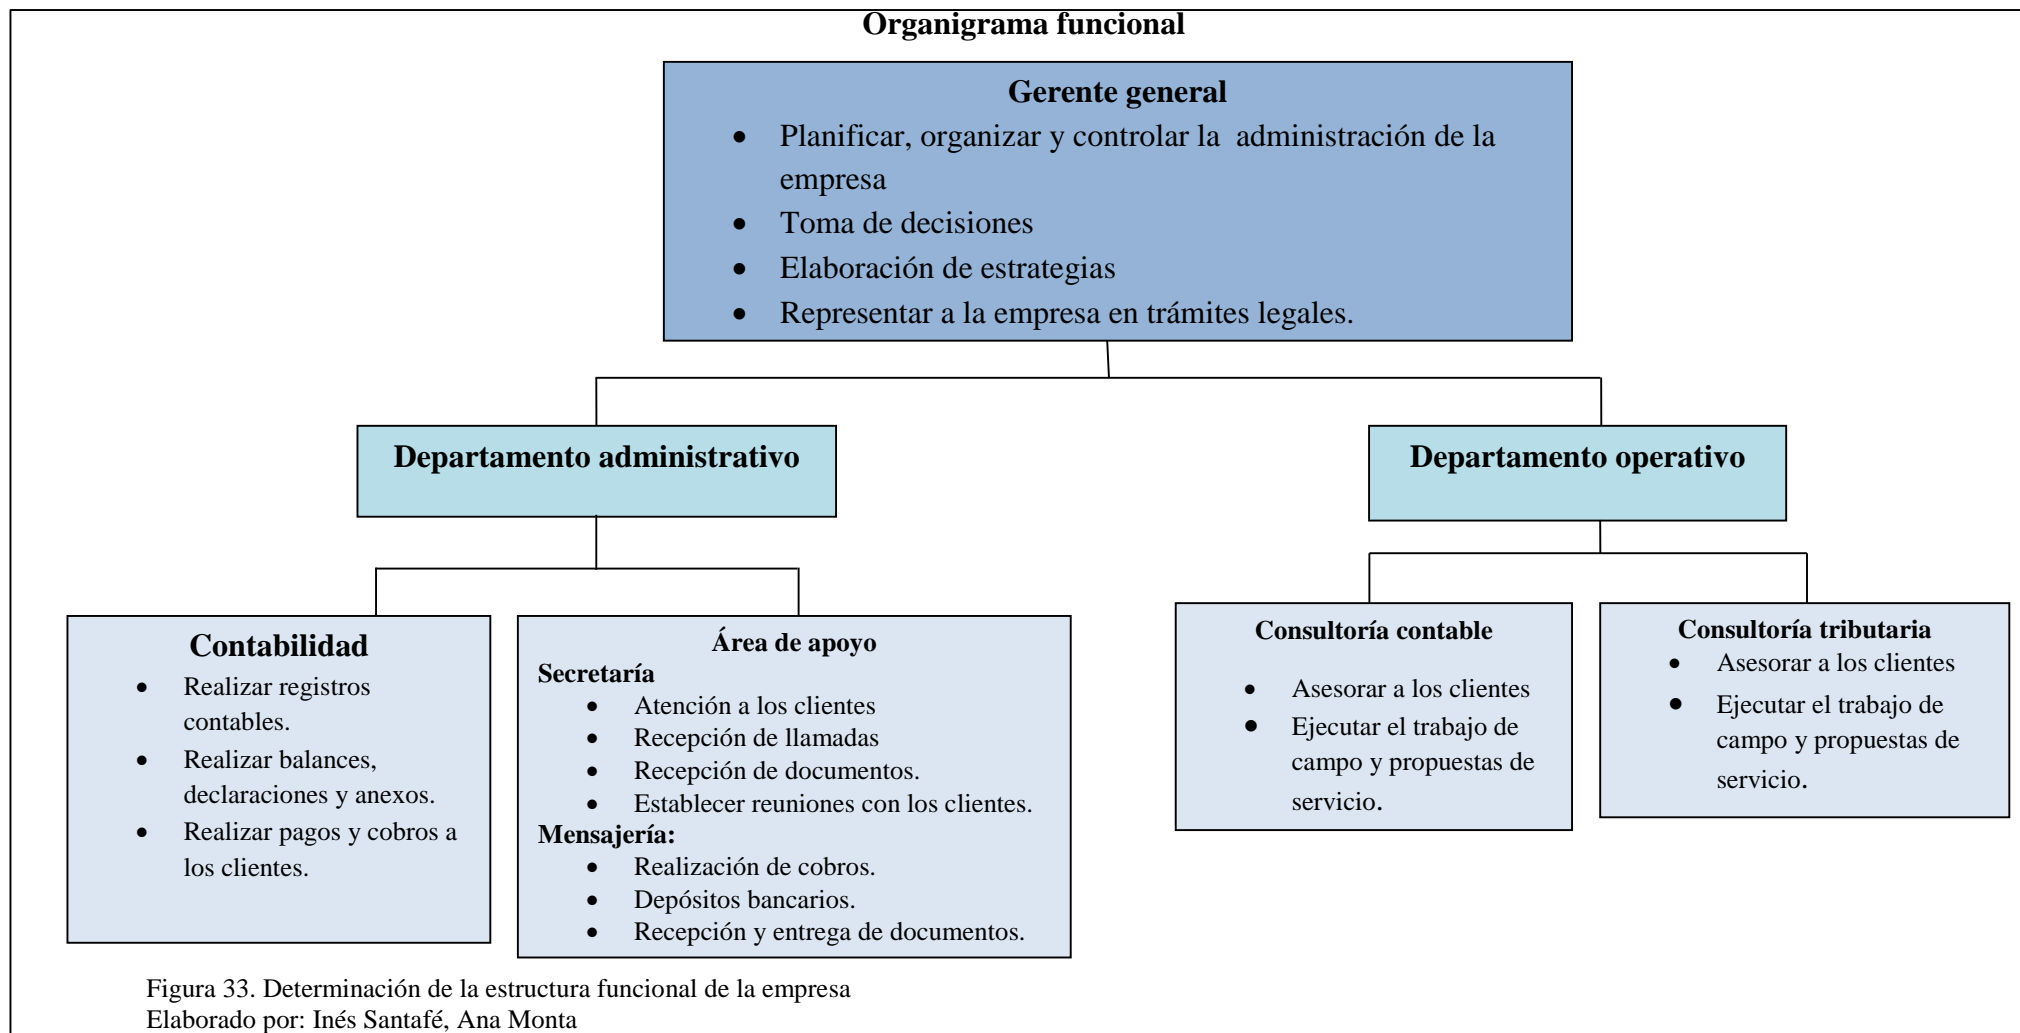 Organigrama funcional
Gerente general
• Planificar, organizar y controlar la administración de la
empresa
• Toma de decisiones
• Elaboración de estrategias
• Representar a la empresa en trámites legales.
Departamento administrativo
Departamento operativo
Contabilidad
• Realizar registros
contables.
• Realizar balances,
declaraciones y anexos.
• Realizar pagos y cobros a
los clientes.
Área de apoyo
Secretaría
• Atención a los clientes
• Recepción de llamadas
• Recepción de documentos.
• Establecer reuniones con los clientes.
Mensajería:
• Realización de cobros.
• Depósitos bancarios.
• Recepción y entrega de documentos.
Consultoría contable
• Asesorar a los clientes
• Ejecutar el trabajo de
campo y propuestas de
servicio.
Consultoría tributaria
• Asesorar a los clientes
• Ejecutar el trabajo de
campo y propuestas de
servicio.
Figura 33. Determinación de la estructura funcional de la empresa
Elaborado por: Inés Santafé, Ana Monta